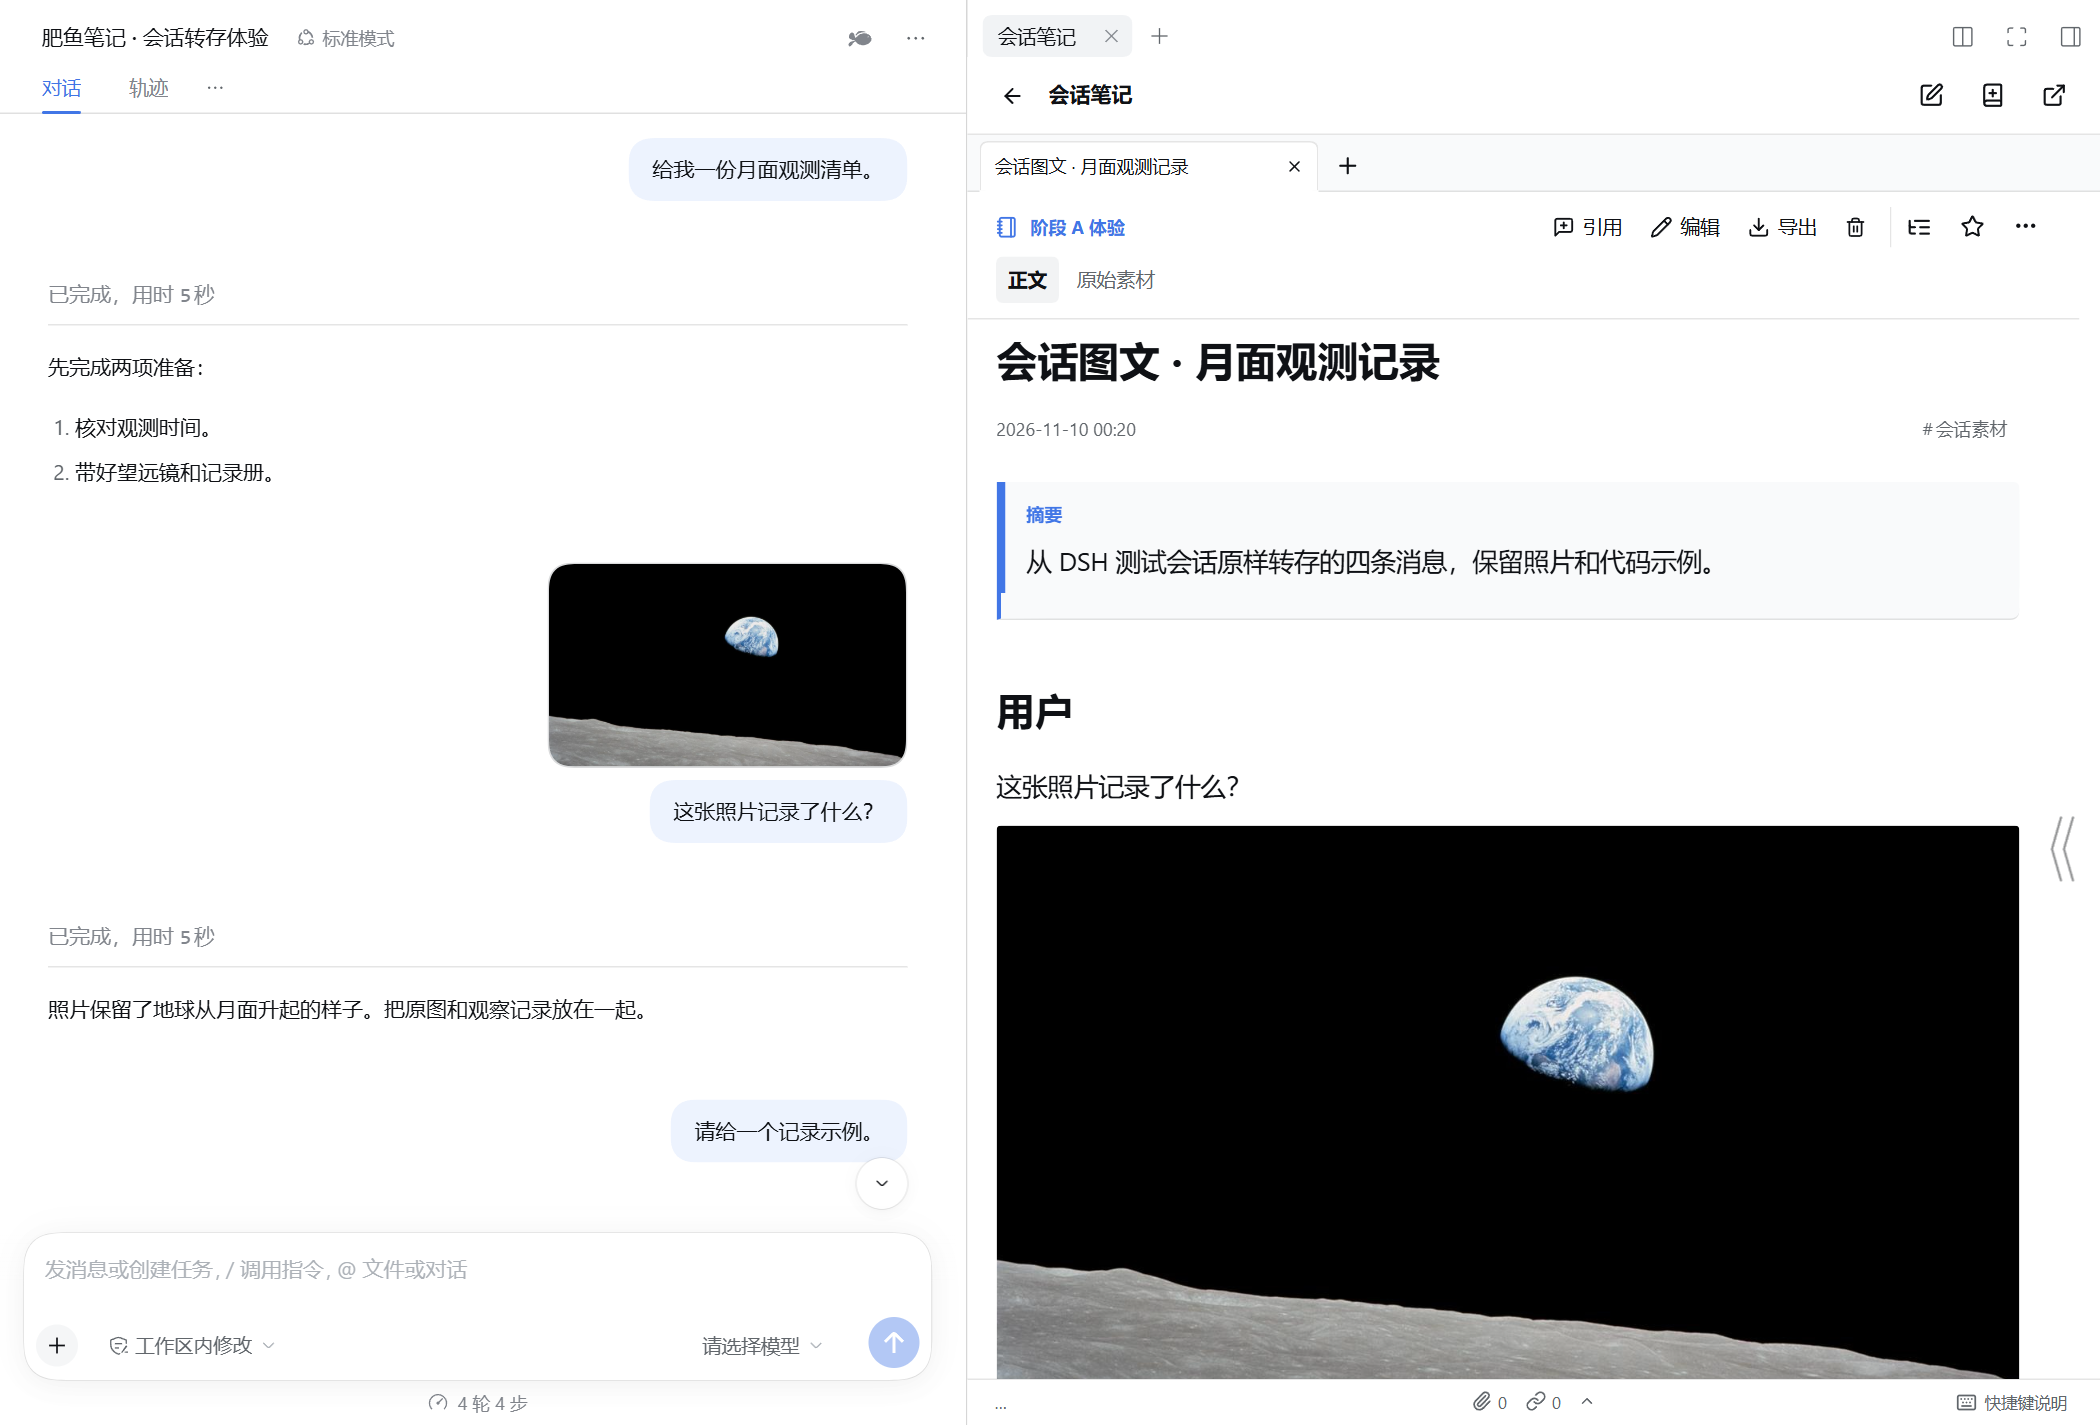 肥鱼笔记 · 会话转存体验
标准模式
对话
轨迹
给我一份月面观测清单。
已完成，用时 5 秒
先完成两项准备：
1. 核对观测时间。
2. 带好望远镜和记录册。
这张照片记录了什么？
已完成，用时 5 秒
照片保留了地球从月面升起的样子。把原图和观察记录放在一起。
请给一个记录示例。
发消息或创建任务, / 调用指令, @ 文件或对话
工作区内修改
请选择模型
4 轮 4 步
会话笔记
会话笔记
会话图文 · 月面观测记录
阶段 A 体验
引用
编辑
导出
正文
原始素材
会话图文 · 月面观测记录
2026-11-10 00:20
#会话素材
摘要
从 DSH 测试会话原样转存的四条消息，保留照片和代码示例。
用户
这张照片记录了什么？
...
0
0
快捷键说明